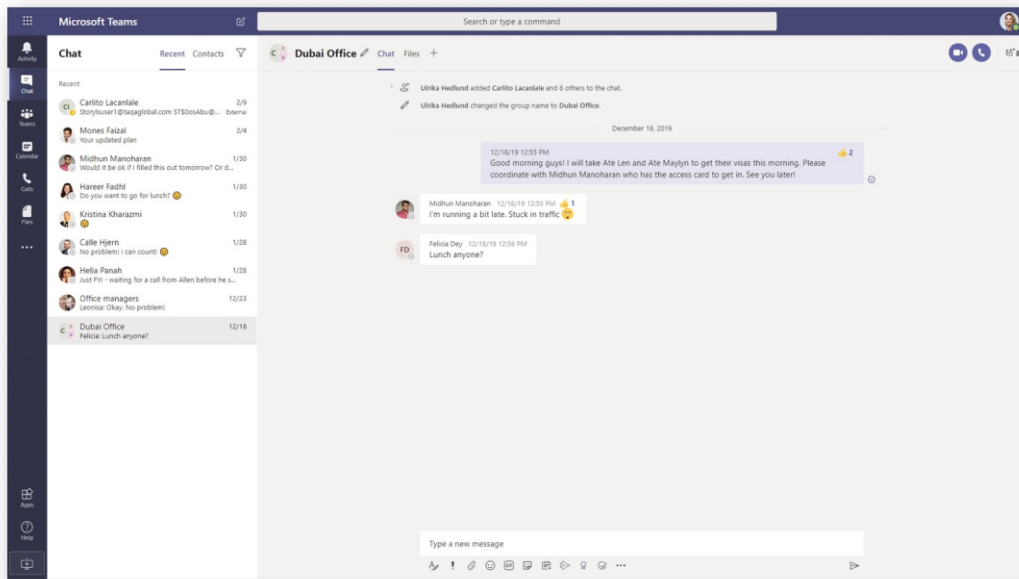 Microsoft Teams
Search or type a command
Activity
Chat
Teams
Calendar
Calls
Files
Apps
Help
Chat
Recent
Contacts
Recent
CL
Carlito Lacanlale
2/9
External
Mones Faizal
2/4
Your updated plan
Midhun Manoharan
1/30
Would it be ok if I filled this out tomorrow? Or d...
Hareer Fadhl
1/30
Do you want to go for lunch?
Kristina Kharazmi
1/30
Calle Hjern
1/28
No problem! I can count!
Helia Panah
1/28
Just FYI - waiting for a call from Allen before he s...
Office managers
12/23
Leonisa: Okay. No problem!
C
Dubai Office
12/18
Felicia: Lunch anyone?
C
Dubai Office
Chat
Files
Ulrika Hedlund added Carlito Lacanlale and 6 others to the chat.
Ulrika Hedlund changed the group name to Dubai Office.
December 18, 2019
12/18/19 12:55 PM
2
Good morning guys! I will take Ate Len and Ate Maylyn to get their visas this morning. Please
coordinate with Midhun Manoharan who has the access card to get in. See you later!
Midhun Manoharan 12/18/19 12:55 PM 1
I'm running a bit late. Stuck in traffic
FD
Felicia Dey 12/18/19 12:56 PM
Lunch anyone?
Type a new message
GIF